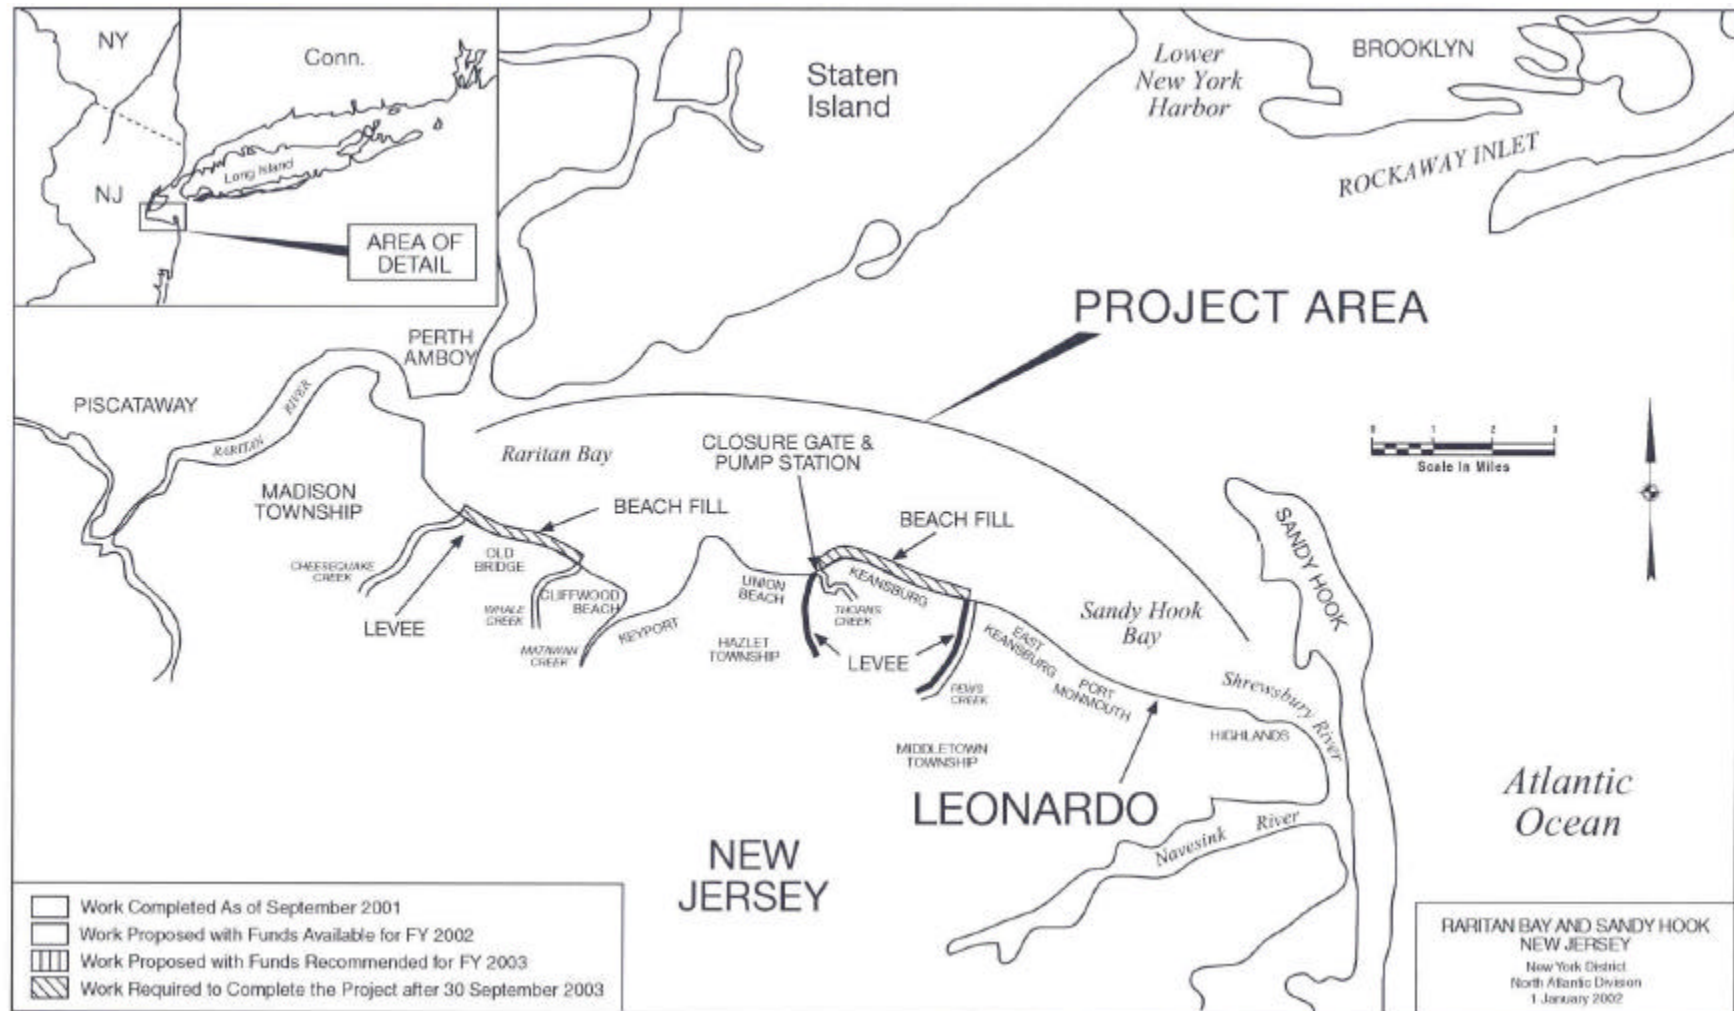 NY
Conn.
Long Island
NJ
AREA OF
DETAIL
Staten
Island
Lower
New York
Harbor
BROOKLYN
ROCKAWAY INLET
PROJECT AREA
PERTH
AMBOY
PISCATAWAY
RARITAN
RIVER
Raritan Bay
CLOSURE GATE &
PUMP STATION
0 1 2 3
Scale In Miles
MADISON
TOWNSHIP
BEACH FILL
BEACH FILL
SANDY HOOK
CHEESEQUAKE
CREEK
OLD
BRIDGE
LEVEE
WHALE
CREEK
CLIFFWOOD
BEACH
MATAWAN
CREEK
KEYPORT
UNION
BEACH
KEANSBURG
THORNS
CREEK
HAZLET
TOWNSHIP
LEVEE
PEWS
CREEK
EAST
KEANSBURG
Sandy Hook
Bay
PORT
MONMOUTH
Shrewsbury River
HIGHLANDS
MIDDLETOWN
TOWNSHIP
LEONARDO
Navesink River
Atlantic
Ocean
NEW
JERSEY
Work Completed As of September 2001
Work Proposed with Funds Available for FY 2002
Work Proposed with Funds Recommended for FY 2003
Work Required to Complete the Project after 30 September 2003
RARITAN BAY AND SANDY HOOK
NEW JERSEY
New York District
North Atlantic Division
1 January 2002